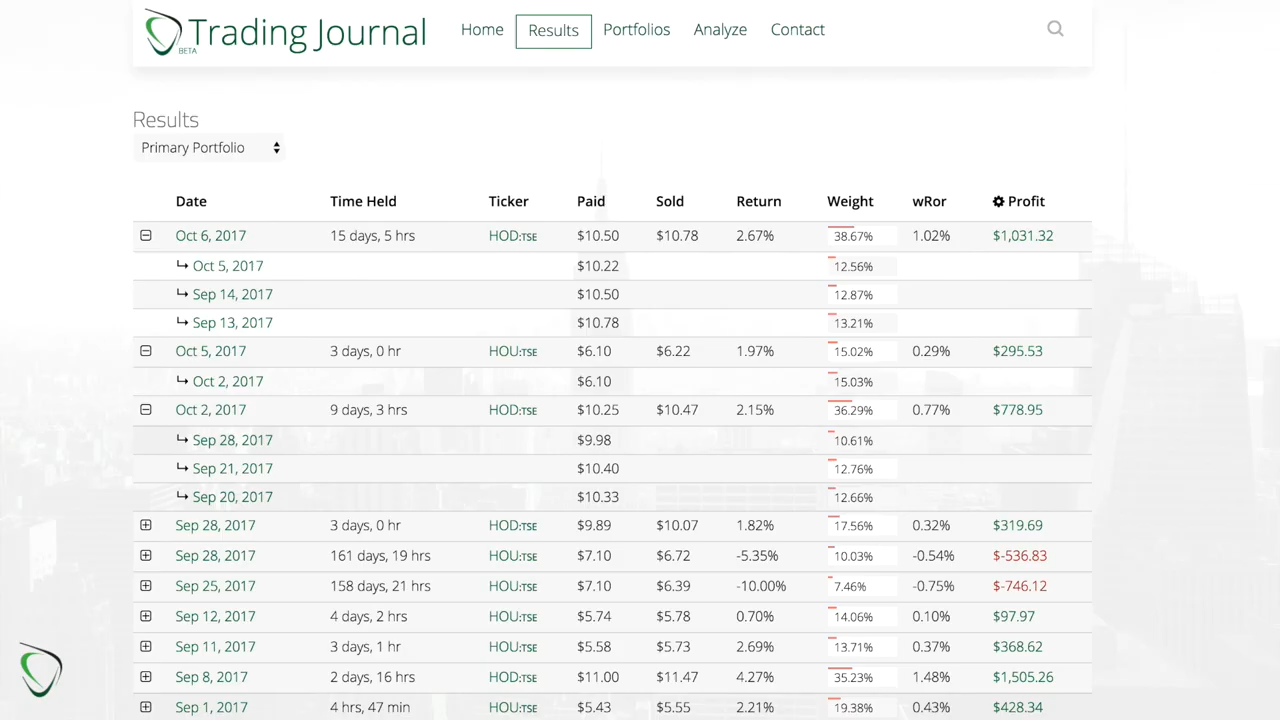 Trading Journal
BETA
Home Results Portfolios Analyze Contact
Results
Primary Portfolio
Date Time Held Ticker Paid Sold Return Weight wRor Profit
Oct 6, 2017 15 days, 5 hrs HOD:TSE $10.50 $10.78 2.67% 38.67% 1.02% $1,031.32
Oct 5, 2017 $10.22 12.56%
Sep 14, 2017 $10.50 12.87%
Sep 13, 2017 $10.78 13.21%
Oct 5, 2017 3 days, 0 hr HOU:TSE $6.10 $6.22 1.97% 15.02% 0.29% $295.53
Oct 2, 2017 $6.10 15.03%
Oct 2, 2017 9 days, 3 hrs HOD:TSE $10.25 $10.47 2.15% 36.29% 0.77% $778.95
Sep 28, 2017 $9.98 10.61%
Sep 21, 2017 $10.40 12.76%
Sep 20, 2017 $10.33 12.66%
Sep 28, 2017 3 days, 0 hr HOD:TSE $9.89 $10.07 1.82% 17.56% 0.32% $319.69
Sep 28, 2017 161 days, 19 hrs HOU:TSE $7.10 $6.72 -5.35% 10.03% -0.54% $-536.83
Sep 25, 2017 158 days, 21 hrs HOU:TSE $7.10 $6.39 -10.00% 7.46% -0.75% $-746.12
Sep 12, 2017 4 days, 2 hrs HOU:TSE $5.74 $5.78 0.70% 14.06% 0.10% $97.97
Sep 11, 2017 3 days, 1 hr HOU:TSE $5.58 $5.73 2.69% 13.71% 0.37% $368.62
Sep 8, 2017 2 days, 16 hrs HOD:TSE $11.00 $11.47 4.27% 35.23% 1.48% $1,505.26
Sep 1, 2017 4 hrs, 47 min HOU:TSE $5.43 $5.55 2.21% 19.38% 0.43% $428.34